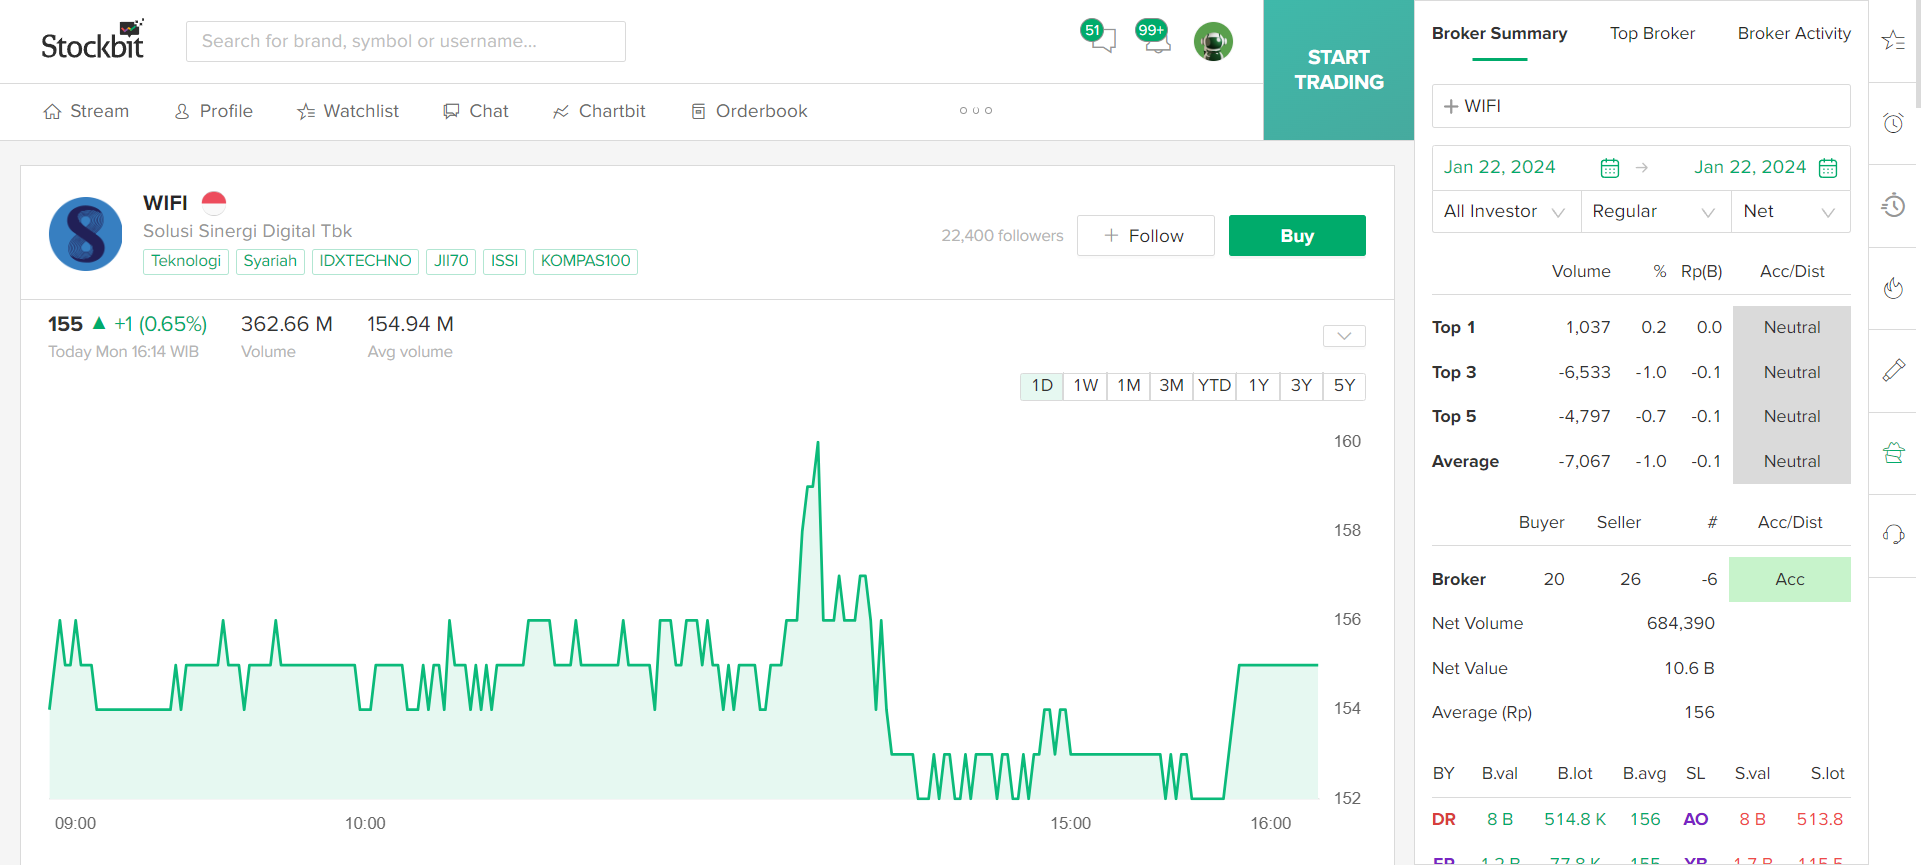 Stockbit
Search for brand, symbol or username...
51
99+
START
TRADING
Stream
Profile
Watchlist
Chat
Chartbit
Orderbook
WIFI
Solusi Sinergi Digital Tbk
Teknologi
Syariah
IDXTECHNO
JII70
ISSI
KOMPAS100
22,400 followers
+ Follow
Buy
155 ▲ +1 (0.65%)
Today Mon 16:14 WIB
362.66 M
Volume
154.94 M
Avg volume
1D 1W 1M 3M YTD 1Y 3Y 5Y
160
158
156
154
152
09:00 10:00 15:00 16:00
Broker Summary
Top Broker
Broker Activity
+ WIFI
Jan 22, 2024 → Jan 22, 2024
All Investor Regular Net
Volume % Rp(B) Acc/Dist
Top 1 1,037 0.2 0.0 Neutral
Top 3 -6,533 -1.0 -0.1 Neutral
Top 5 -4,797 -0.7 -0.1 Neutral
Average -7,067 -1.0 -0.1 Neutral
Buyer Seller # Acc/Dist
Broker 20 26 -6 Acc
Net Volume 684,390
Net Value 10.6 B
Average (Rp) 156
BY B.val B.lot B.avg SL S.val S.lot
DR 8 B 514.8 K 156 AO 8 B 513.8